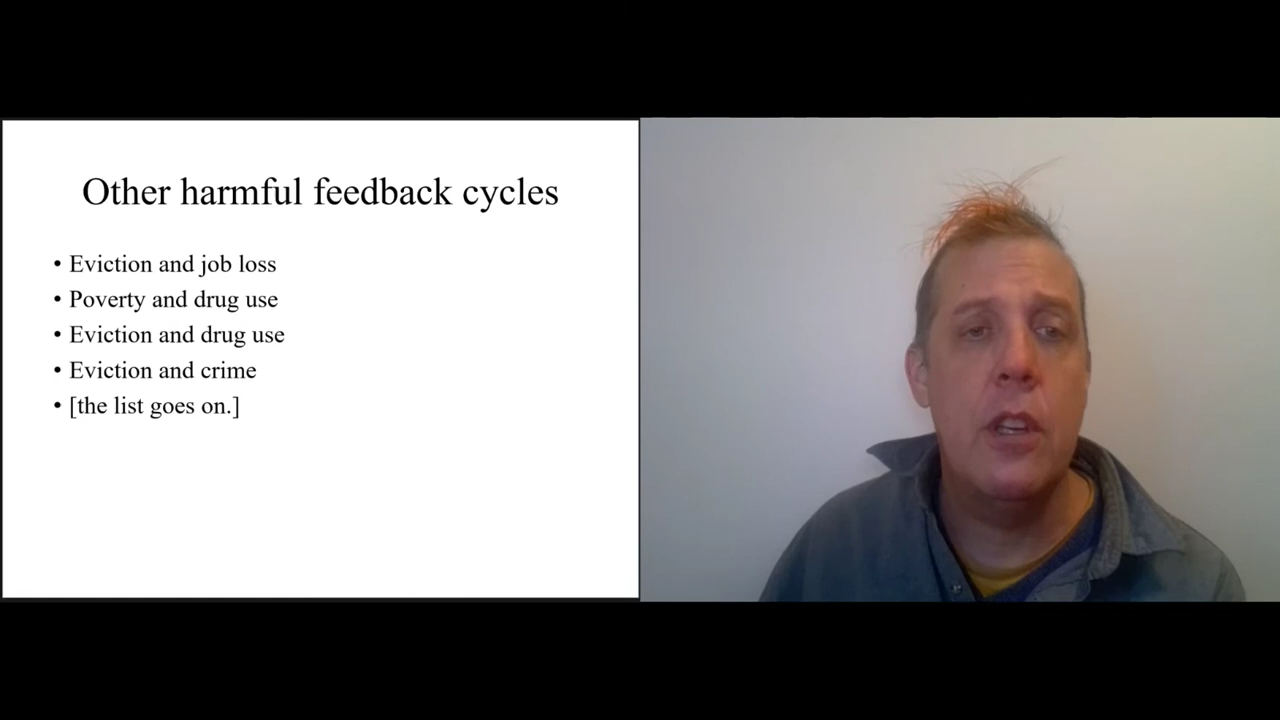 Other harmful feedback cycles
• Eviction and job loss
• Poverty and drug use
• Eviction and drug use
• Eviction and crime
• [the list goes on.]